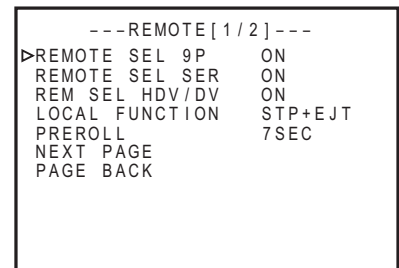 ---REMOTE[1/2]---
REMOTE SEL 9P ON
REMOTE SEL SER ON
REM SEL HDV/DV ON
LOCAL FUNCTION STP+EJT
PREROLL 7SEC
NEXT PAGE
PAGE BACK